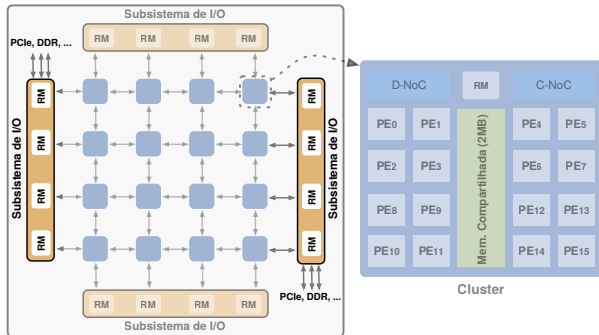 Subsistema de I/O
RM RM RM RM
PCIe, DDR, ...
Subsistema de I/O
RM
RM
RM
RM
RM
RM
RM
RM
Subsistema de I/O
PCIe, DDR, ...
RM RM RM RM
Subsistema de I/O
D-NoC RM C-NoC
PE0 PE1 PE4 PE5
PE2 PE3 PE6 PE7
Mem. Compartilhada (2MB)
PE8 PE9 PE12 PE13
PE10 PE11 PE14 PE15
Cluster